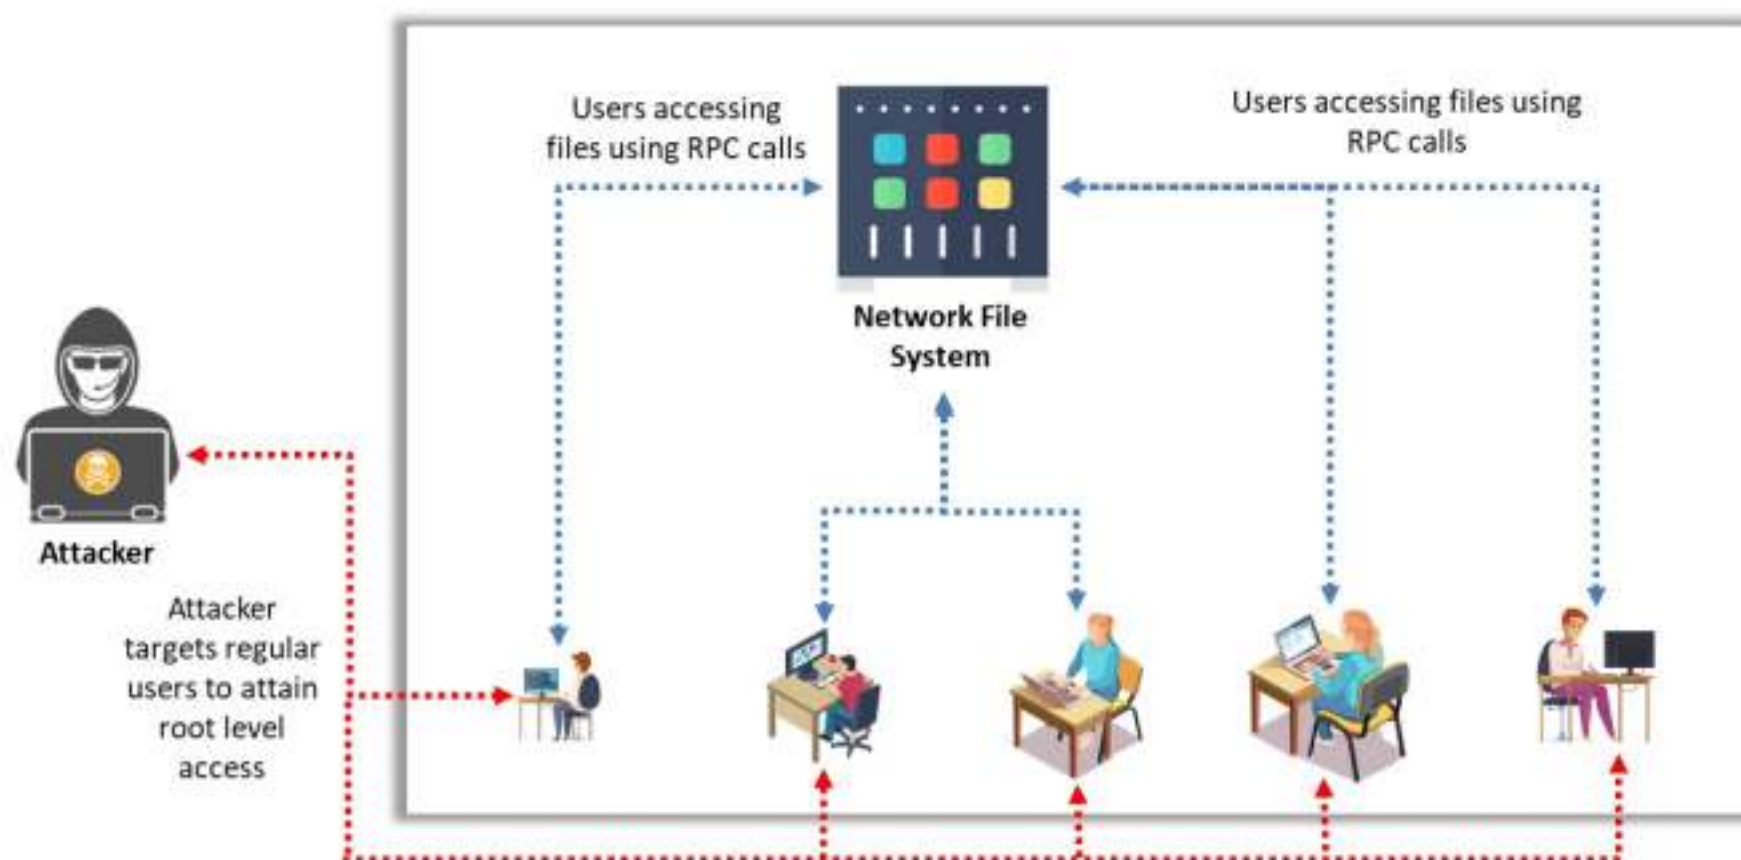 Users accessing
files using RPC calls
Users accessing files using
RPC calls
Network File
System
Attacker
Attacker
targets regular
users to attain
root level
access